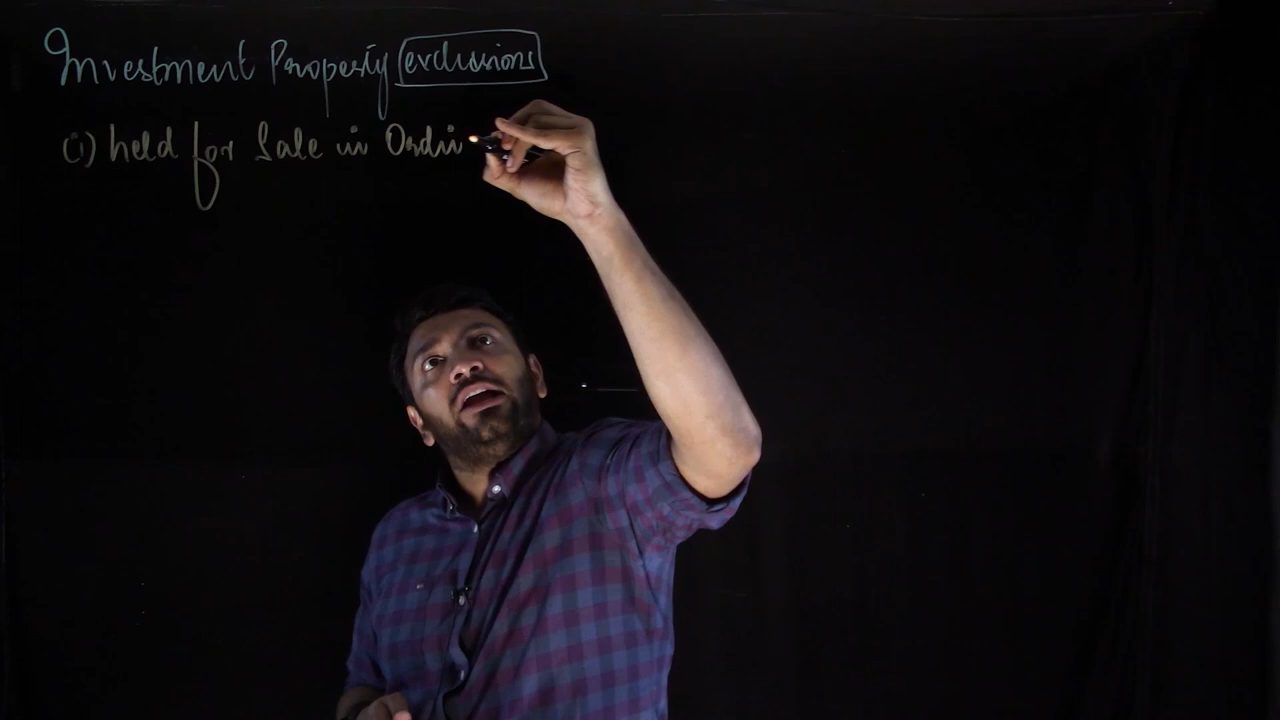 Investment Property exclusions
(i) held for Sale in Ordi